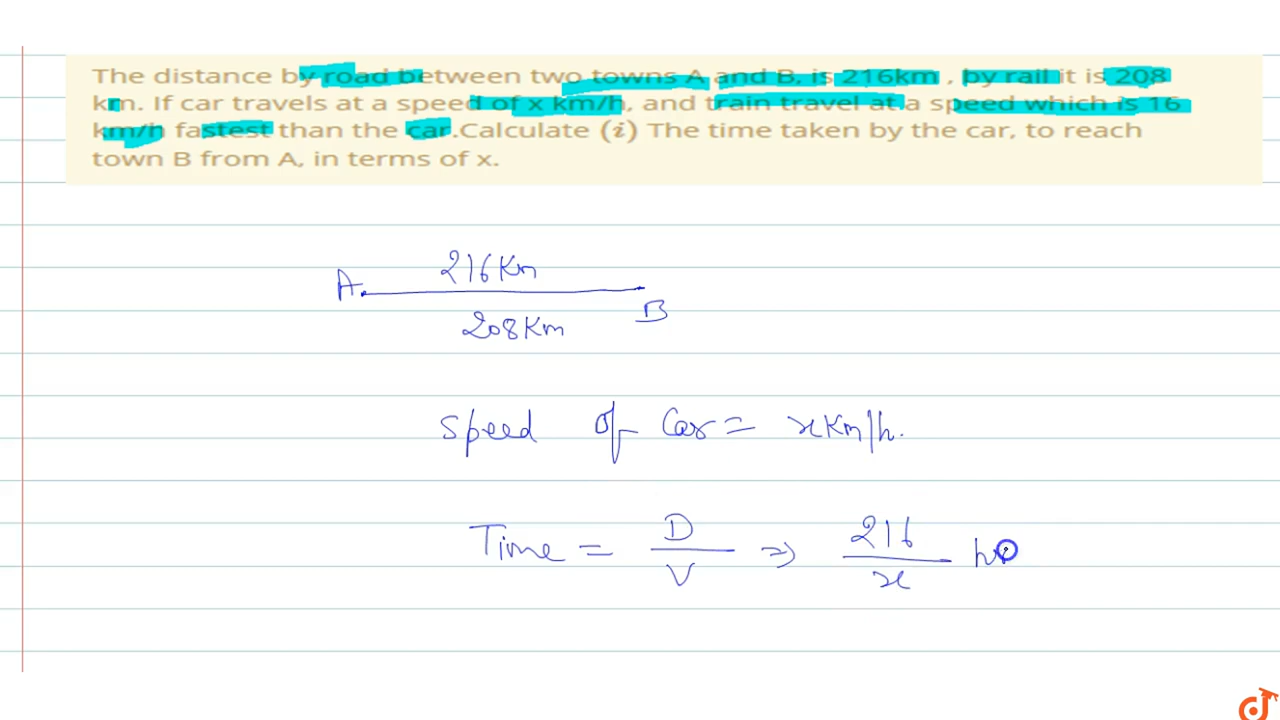 The distance by road between two towns A and B, is 216km , by rail it is 208
km. If car travels at a speed of x km/h, and train travel at a speed which is 16
km/h fastest than the car.Calculate (i) The time taken by the car, to reach
town B from A, in terms of x.
216Km
A.
B
208Km
Speed of Car = x Km/h.
Time = D/V ⇒ 216/x